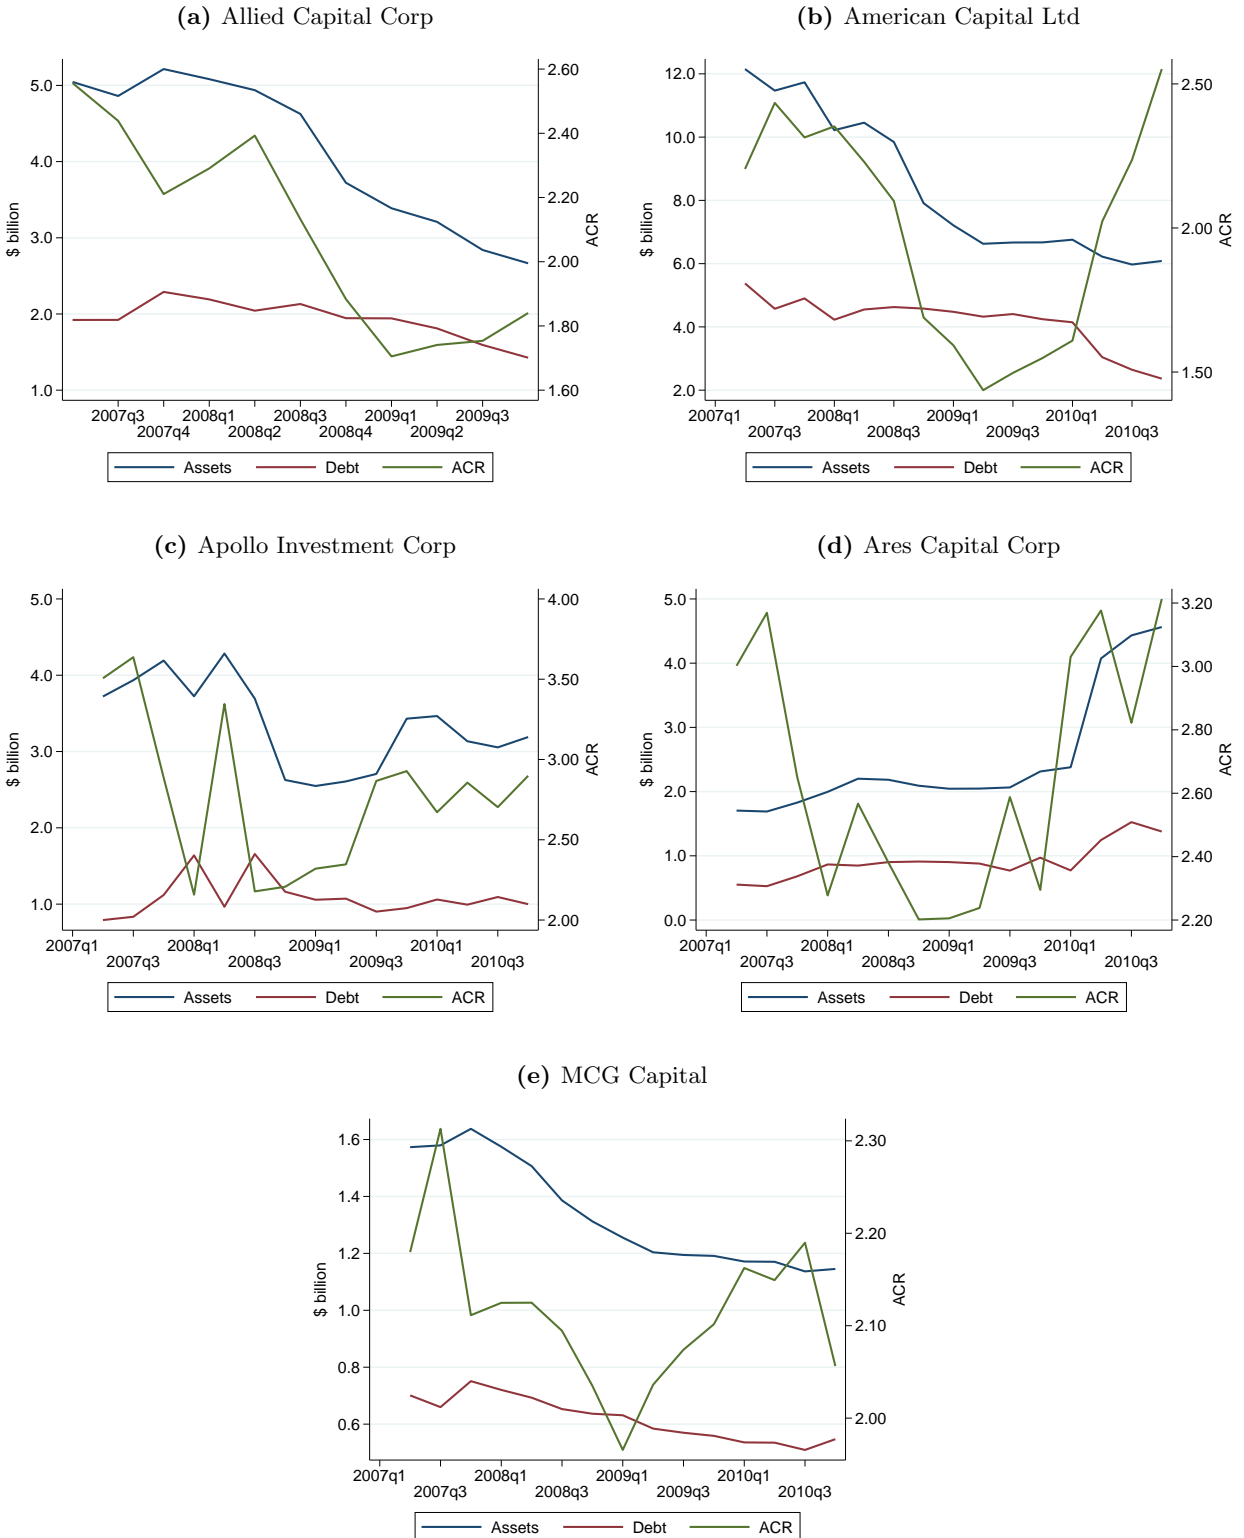 (a) Allied Capital Corp
5.0
4.0
3.0
2.0
1.0
$ billion
2.60
2.40
2.20
2.00
1.80
1.60
ACR
2007q3 2008q1 2008q3 2009q1 2009q3
2007q4 2008q2 2008q4 2009q2
Assets Debt ACR
(b) American Capital Ltd
12.0
10.0
8.0
6.0
4.0
2.0
$ billion
2.50
2.00
1.50
ACR
2007q1 2008q1 2009q1 2010q1
2007q3 2008q3 2009q3 2010q3
Assets Debt ACR
(c) Apollo Investment Corp
5.0
4.0
3.0
2.0
1.0
$ billion
4.00
3.50
3.00
2.50
2.00
ACR
2007q1 2008q1 2009q1 2010q1
2007q3 2008q3 2009q3 2010q3
Assets Debt ACR
(d) Ares Capital Corp
5.0
4.0
3.0
2.0
1.0
0.0
$ billion
3.20
3.00
2.80
2.60
2.40
2.20
ACR
2007q1 2008q1 2009q1 2010q1
2007q3 2008q3 2009q3 2010q3
Assets Debt ACR
(e) MCG Capital
1.6
1.4
1.2
1.0
0.8
0.6
$ billion
2.30
2.20
2.10
2.00
ACR
2007q1 2008q1 2009q1 2010q1
2007q3 2008q3 2009q3 2010q3
Assets Debt ACR